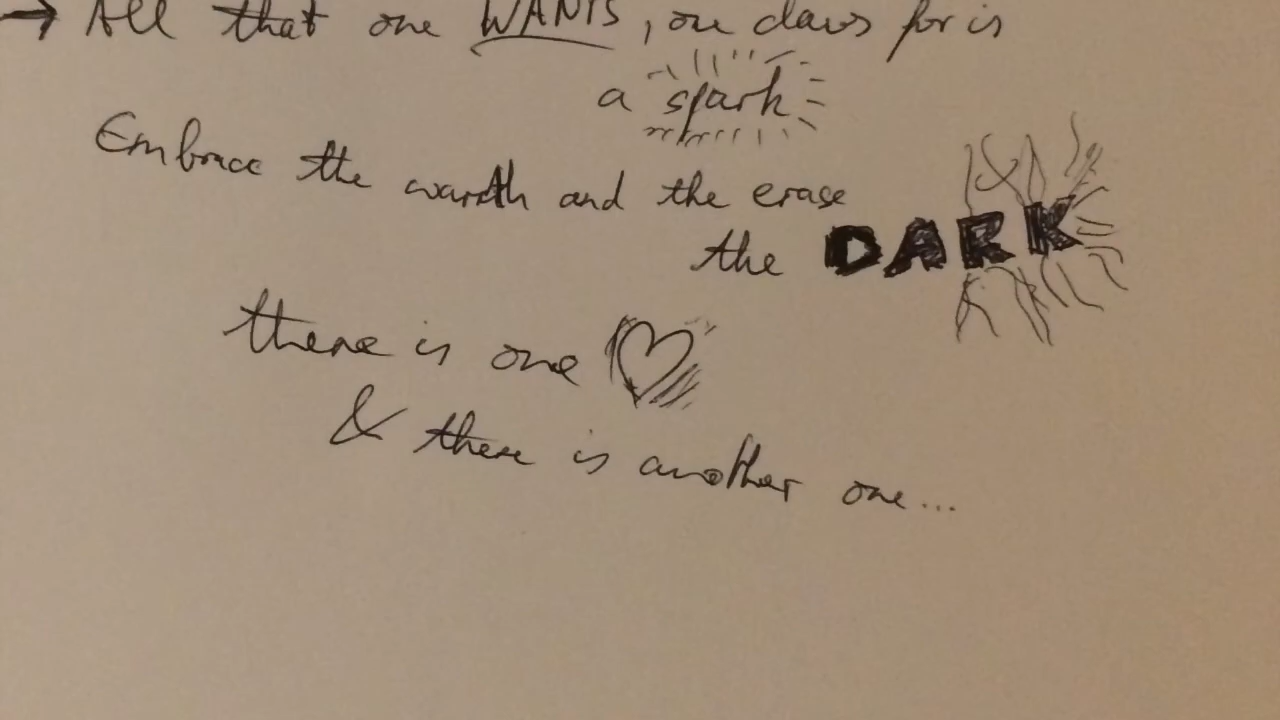 → All that one WANTS, one claws for is
a spark
Embrace the warmth and the erase
the DARK
there is one ♡
& there is another one...